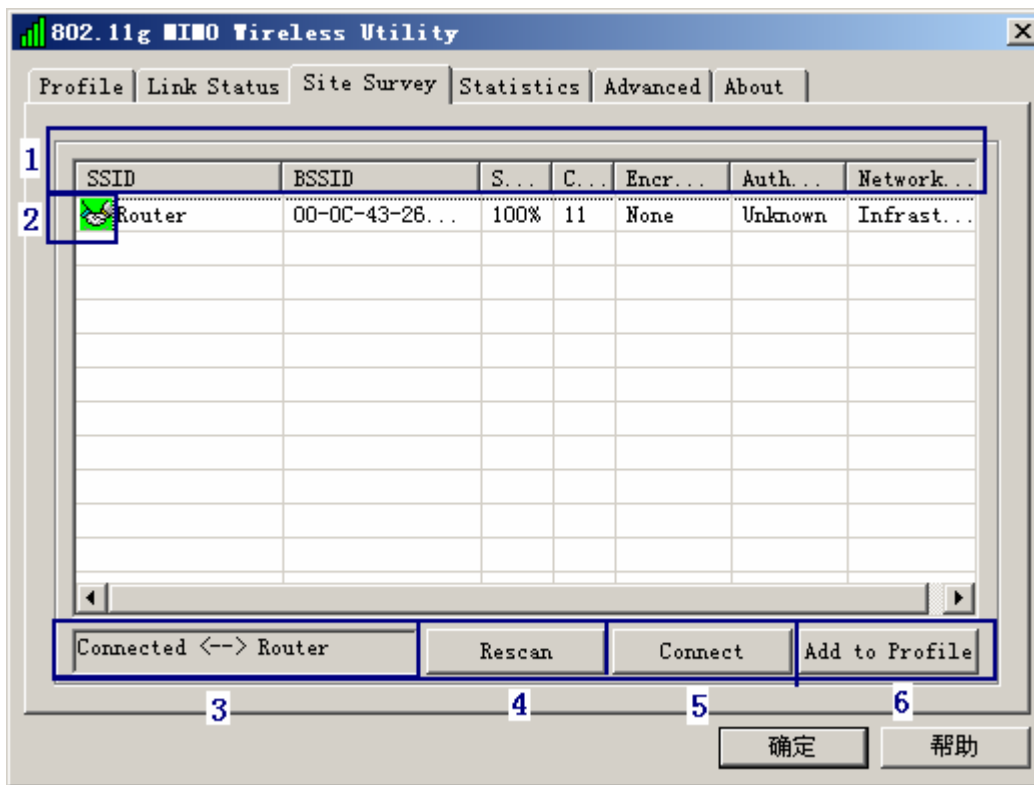 802.11g MIMO Wireless Utility
Profile Link Status Site Survey Statistics Advanced About
1
SSID BSSID S... C... Encr... Auth... Network...
2
Router 00-0C-43-26... 100% 11 None Unknown Infrast...
Connected <--> Router Rescan Connect Add to Profile
3 4 5 6
确定 帮助